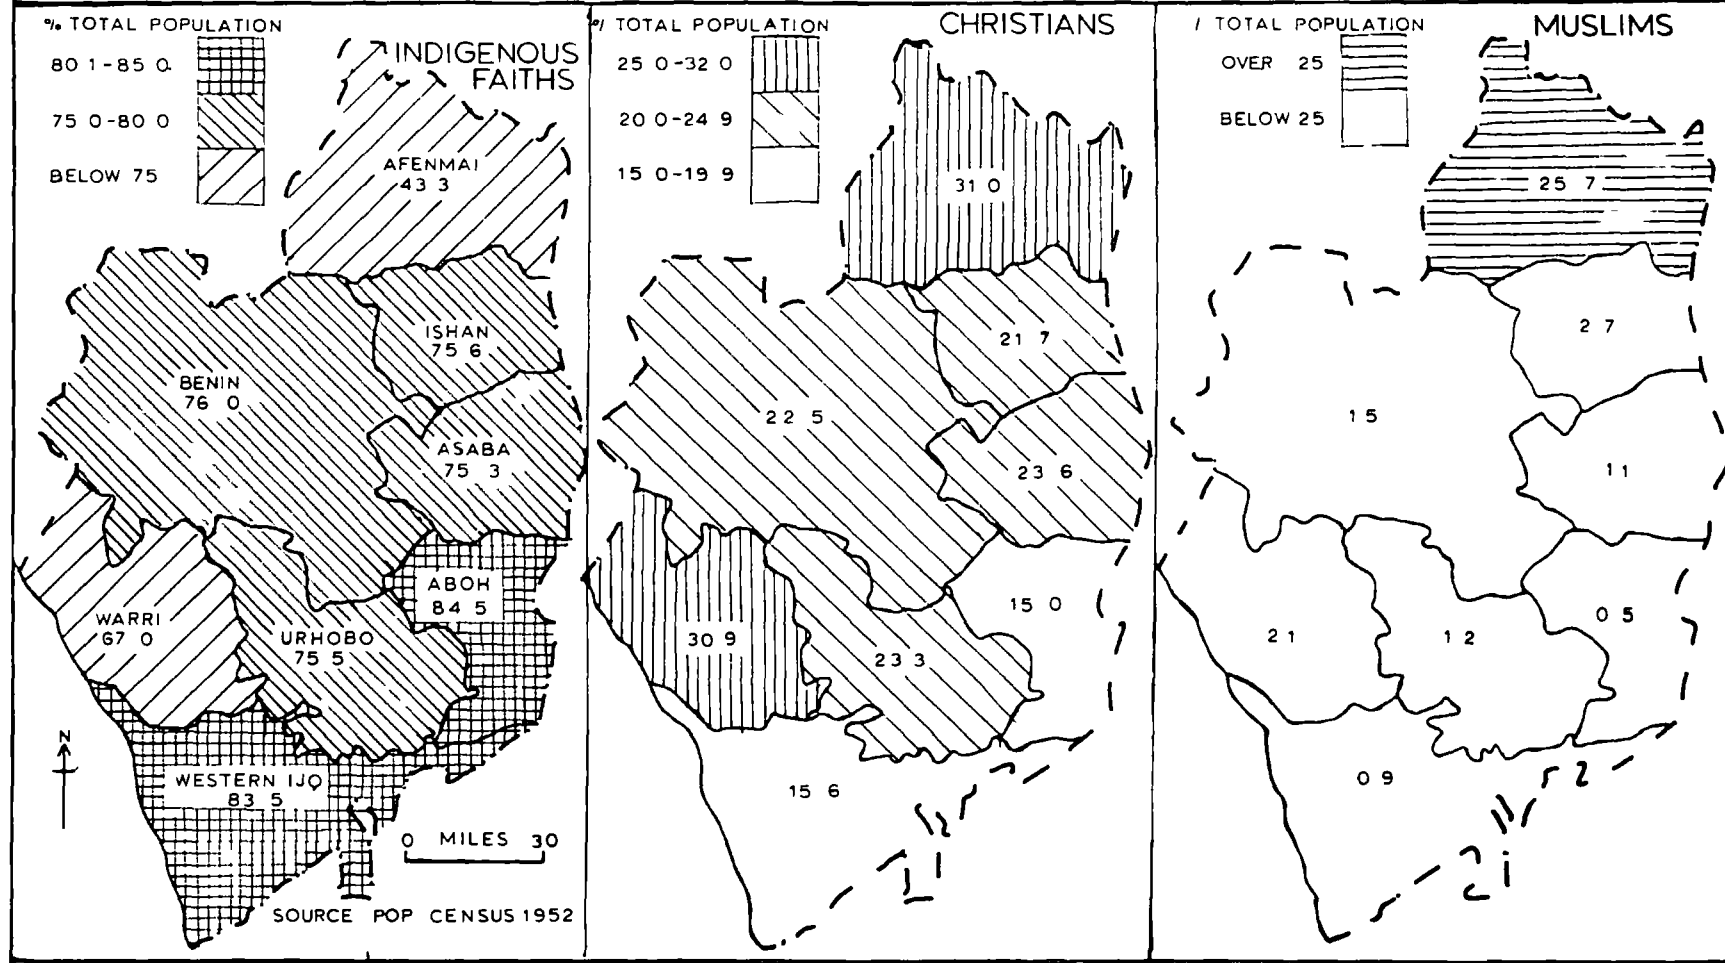 % TOTAL POPULATION
80 1-85 0
75 0-80 0
BELOW 75
INDIGENOUS
FAITHS
AFENMAI
43 3
ISHAN
75 6
BENIN
76 0
ASABA
75 3
ABOH
84 5
WARRI
67 0
URHOBO
75 5
WESTERN IJO
83 5
N
0 MILES 30
SOURCE POP CENSUS 1952
% TOTAL POPULATION
25 0-32 0
20 0-24 9
15 0-19 9
CHRISTIANS
31 0
21 7
22 5
23 6
15 0
30 9
23 3
15 6
/ TOTAL POPULATION
OVER 25
BELOW 25
MUSLIMS
25 7
2 7
1 5
1 1
0 5
2 1
1 2
0 9